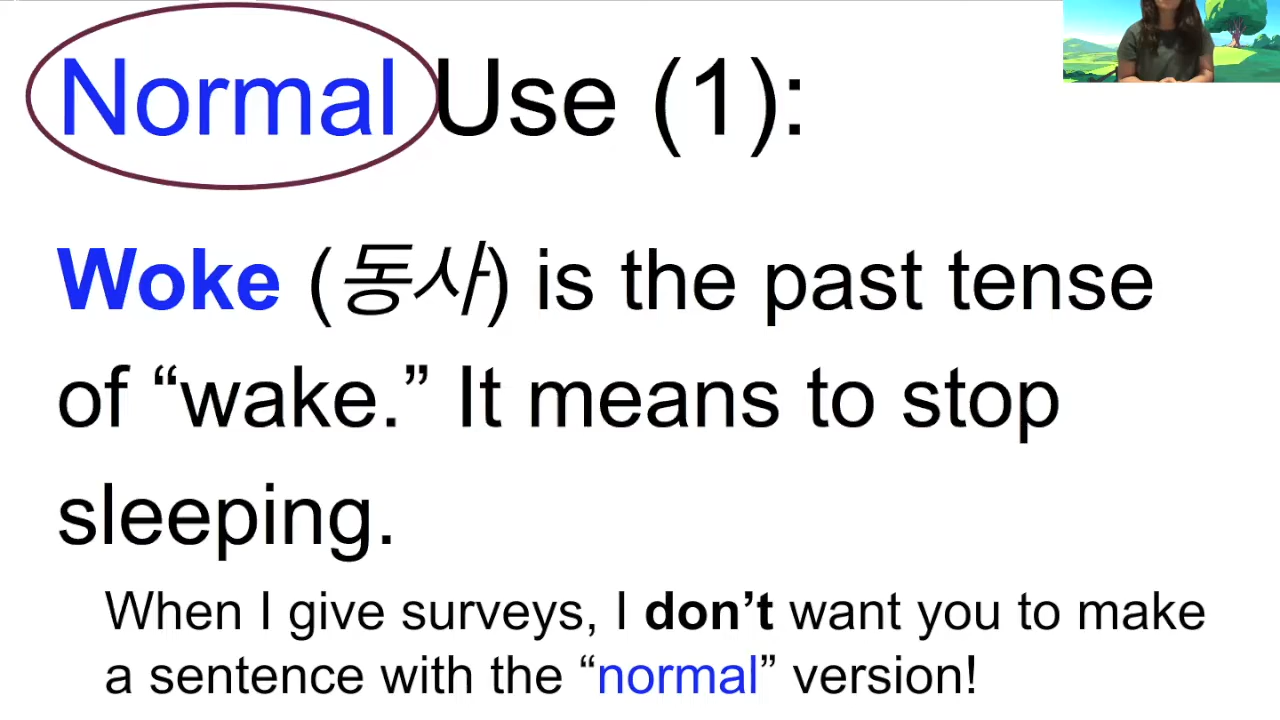 Normal Use (1):
Woke (동사) is the past tense
of “wake.” It means to stop
sleeping.
When I give surveys, I don’t want you to make
a sentence with the “normal” version!